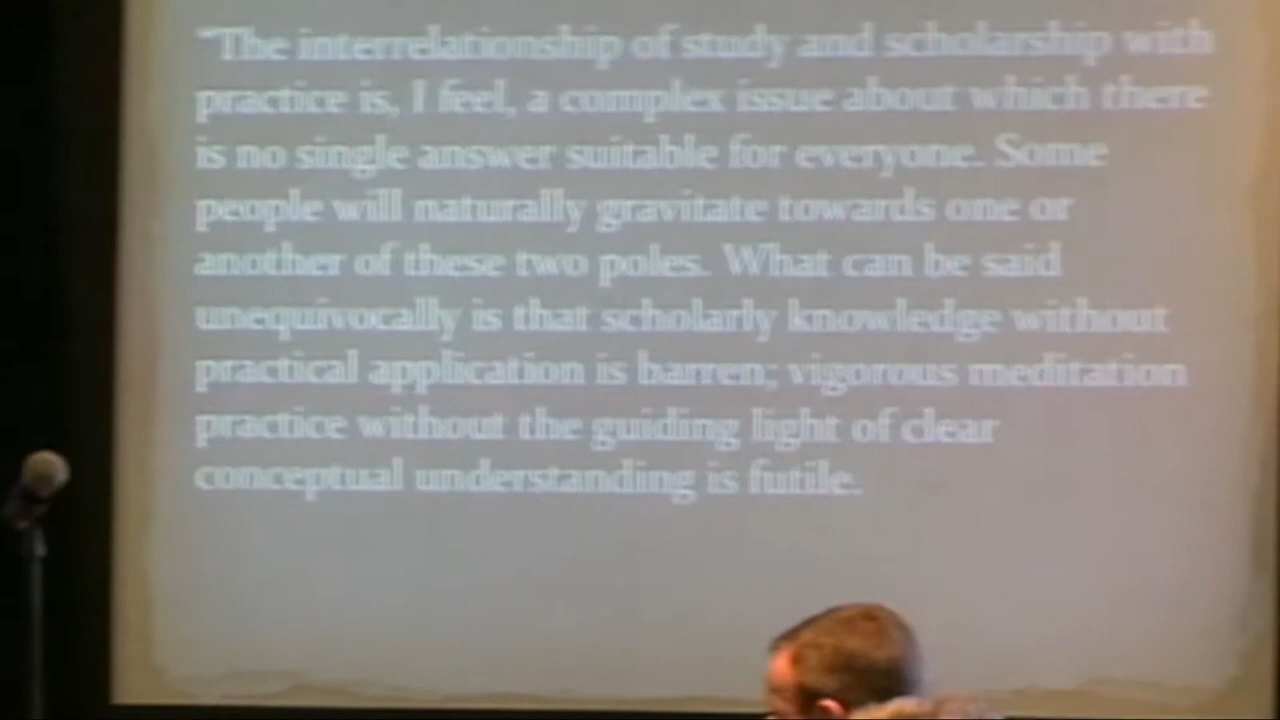 "The interrelationship of study and scholarship with
practice is, I feel, a complex issue about which there
is no single answer suitable for everyone. Some
people will naturally gravitate towards one or
another of these two poles. What can be said
unequivocally is that scholarly knowledge without
practical application is barren; vigorous meditation
practice without the guiding light of clear
conceptual understanding is futile.